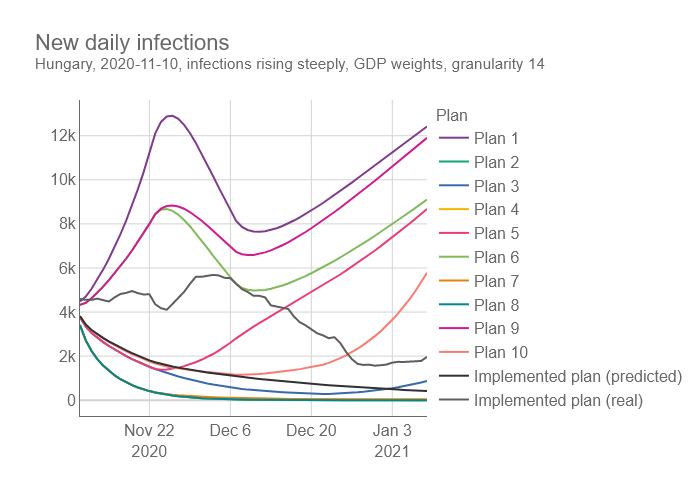 New daily infections
Hungary, 2020-11-10, infections rising steeply, GDP weights, granularity 14
Plan
12k
10k
8k
6k
4k
2k
0
Plan 1
Plan 2
Plan 3
Plan 4
Plan 5
Plan 6
Plan 7
Plan 8
Plan 9
Plan 10
Implemented plan (predicted)
Implemented plan (real)
Nov 22
2020
Dec 6
Dec 20
Jan 3
2021